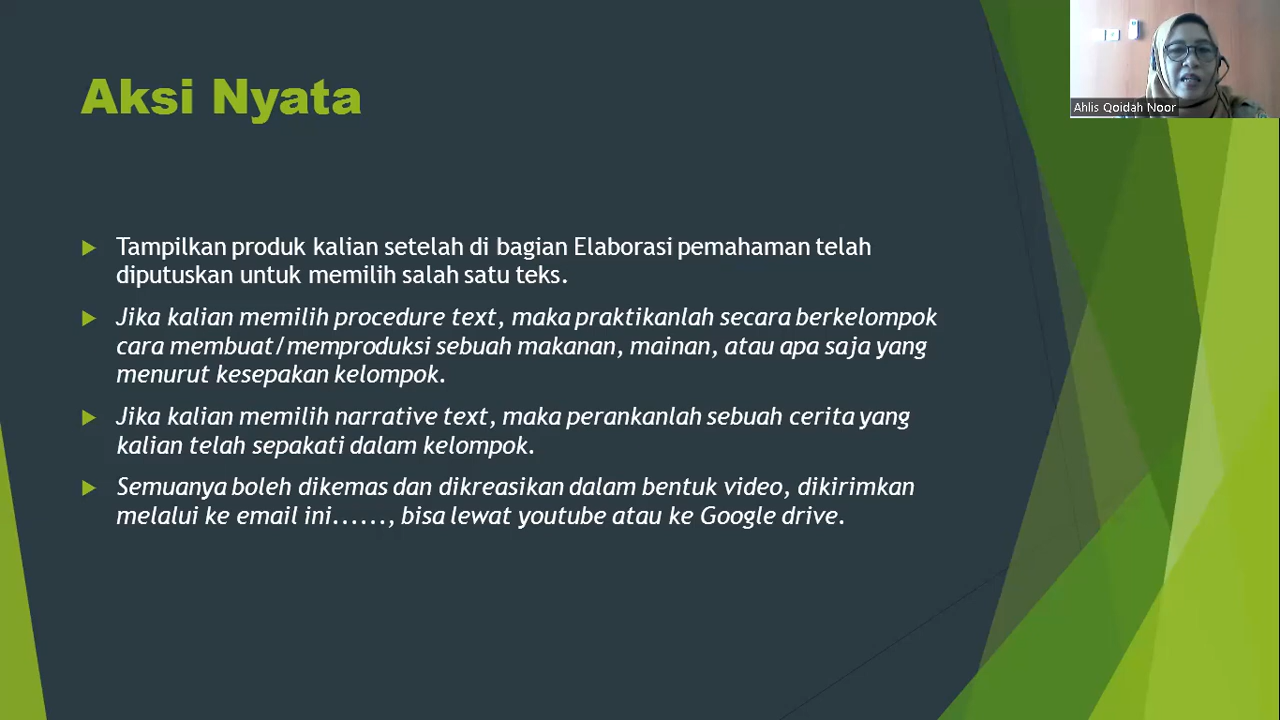 Aksi Nyata
Ahlis Qoidah Noor
Tampilkan produk kalian setelah di bagian Elaborasi pemahaman telah
diputuskan untuk memilih salah satu teks.
Jika kalian memilih procedure text, maka praktikanlah secara berkelompok
cara membuat/memproduksi sebuah makanan, mainan, atau apa saja yang
menurut kesepakan kelompok.
Jika kalian memilih narrative text, maka perankanlah sebuah cerita yang
kalian telah sepakati dalam kelompok.
Semuanya boleh dikemas dan dikreasikan dalam bentuk video, dikirimkan
melalui ke email ini......, bisa lewat youtube atau ke Google drive.